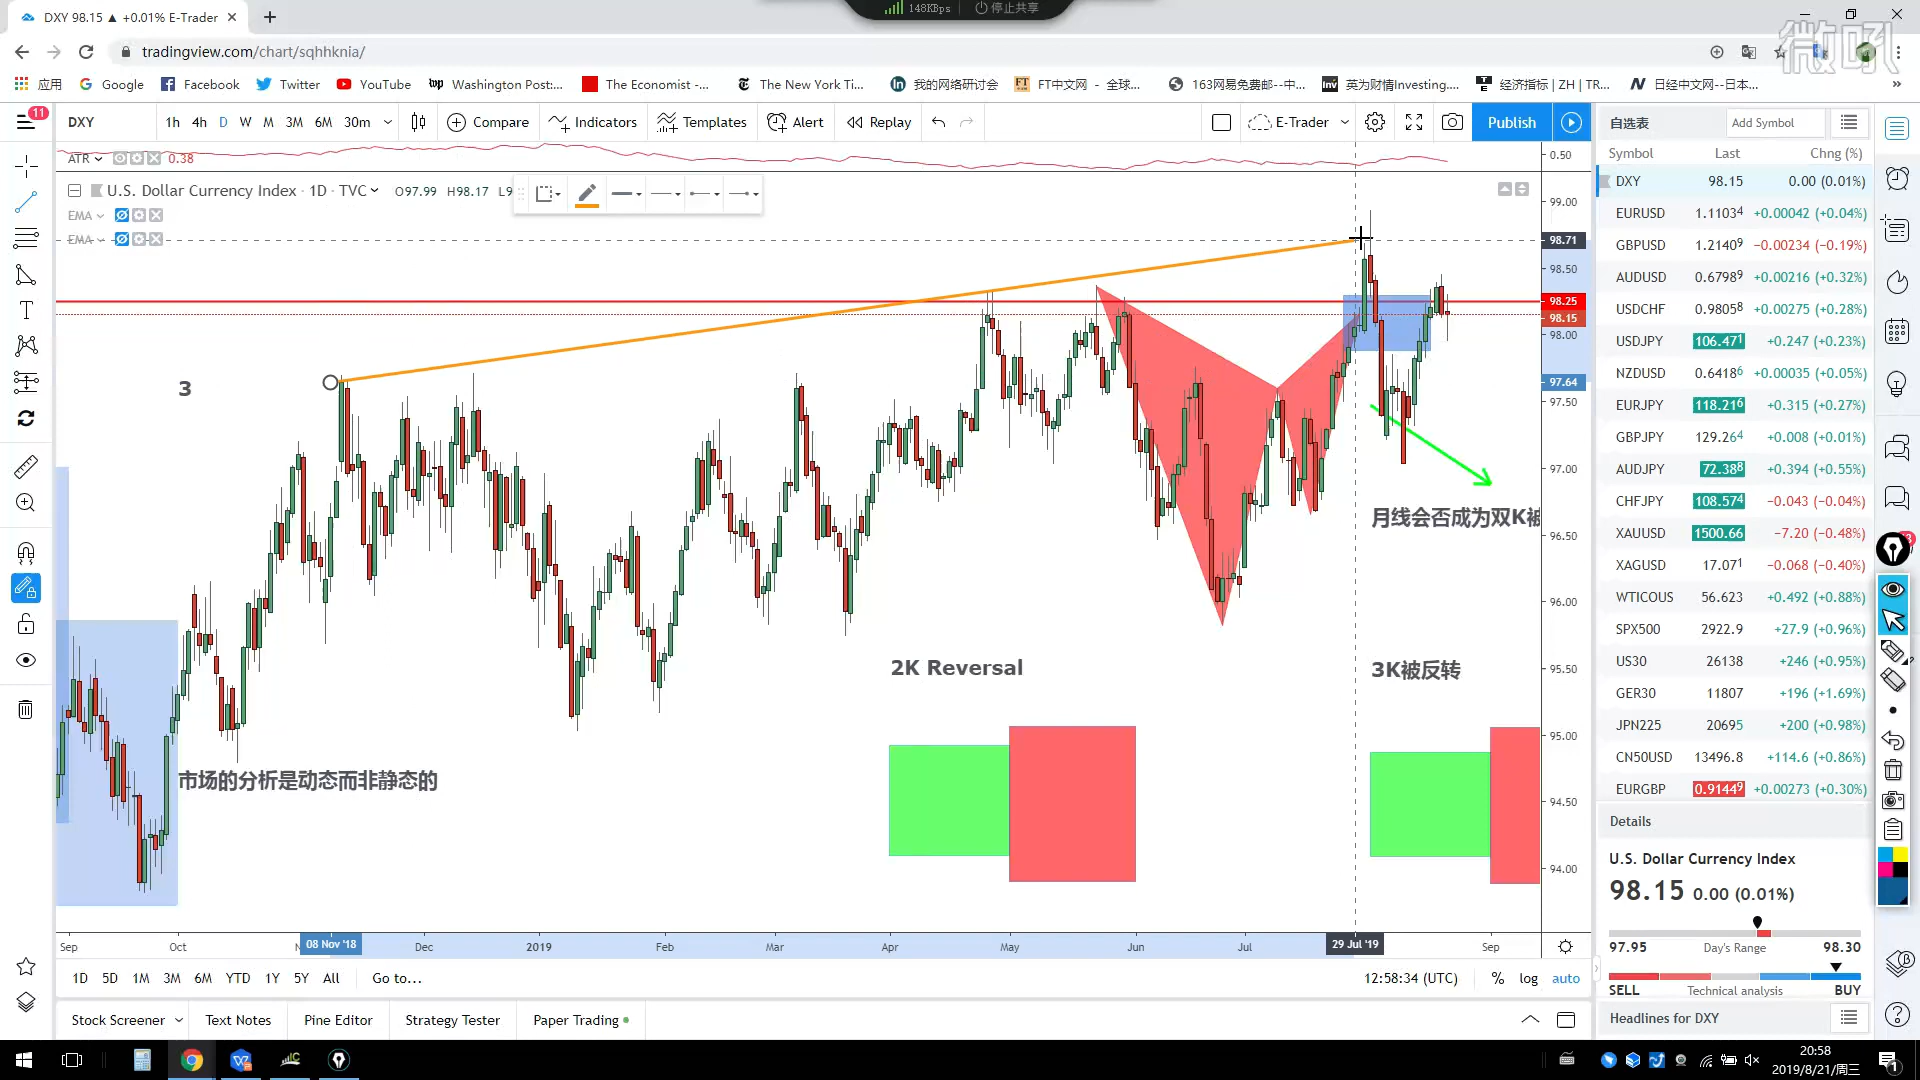 DXY 98.15 ▲ +0.01% E-Trader
148KBps
停止共享
微吼
tradingview.com/chart/sqhhknia/
应用
Google
Facebook
Twitter
YouTube
Washington Post:...
The Economist -...
The New York Ti...
我的网络研讨会
FT中文网 - 全球...
163网易免费邮--中...
英为财情Investing....
经济指标 | ZH | TR...
日经中文网--日本...
11
DXY
1h 4h D W M 3M 6M 30m
Compare
Indicators
Templates
Alert
Replay
E-Trader
Publish
自选表
Add Symbol
ATR 0.38
0.50
U.S. Dollar Currency Index · 1D · TVC O97.99 H98.17 L9
EMA
EMA
99.00
98.71
98.50
98.25
98.15
98.00
97.64
97.50
97.00
96.50
96.00
95.50
95.00
94.50
94.00
3
月线会否成为双K被
2K Reversal
3K被反转
市场的分析是动态而非静态的
Sep Oct N 08 Nov '18 Dec 2019 Feb Mar Apr May Jun Jul 29 Jul '19 Sep
1D 5D 1M 3M 6M YTD 1Y 5Y All Go to... 12:58:34 (UTC) % log auto
Stock Screener Text Notes Pine Editor Strategy Tester Paper Trading
Symbol Last Chng (%)
DXY 98.15 0.00 (0.01%)
EURUSD 1.11034 +0.00042 (+0.04%)
GBPUSD 1.21409 −0.00234 (−0.19%)
AUDUSD 0.67989 +0.00216 (+0.32%)
USDCHF 0.98058 +0.00275 (+0.28%)
USDJPY 106.471 +0.247 (+0.23%)
NZDUSD 0.64186 +0.00035 (+0.05%)
EURJPY 118.216 +0.315 (+0.27%)
GBPJPY 129.264 +0.008 (+0.01%)
AUDJPY 72.388 +0.394 (+0.55%)
CHFJPY 108.574 −0.043 (−0.04%)
XAUUSD 1500.66 −7.20 (−0.48%)
XAGUSD 17.071 −0.068 (−0.40%)
WTICOUS 56.623 +0.492 (+0.88%)
SPX500 2922.9 +27.9 (+0.96%)
US30 26138 +246 (+0.95%)
GER30 11807 +196 (+1.69%)
JPN225 20695 +200 (+0.98%)
CN50USD 13496.8 +114.6 (+0.86%)
EURGBP 0.91449 +0.00273 (+0.30%)
Details
U.S. Dollar Currency Index
98.15 0.00 (0.01%)
97.95 Day's Range 98.30
SELL Technical analysis BUY
Headlines for DXY
20:58
2019/8/21/周三
1